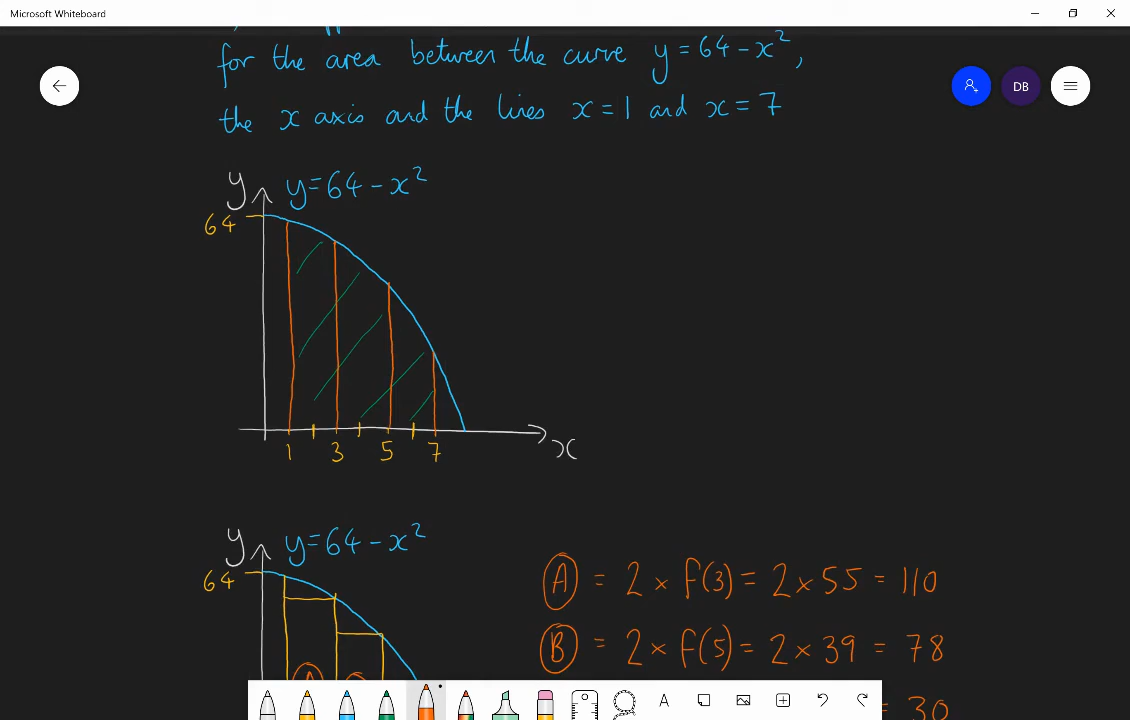 Microsoft Whiteboard
for the area between the curve y = 64 - x²,
the x axis and the lines x = 1 and x = 7
DB
y
y = 64 - x²
64
1 3 5 7
x
y
y = 64 - x²
64
A = 2 × f(3) = 2 × 55 = 110
B = 2 × f(5) = 2 × 39 = 78
= 30
A